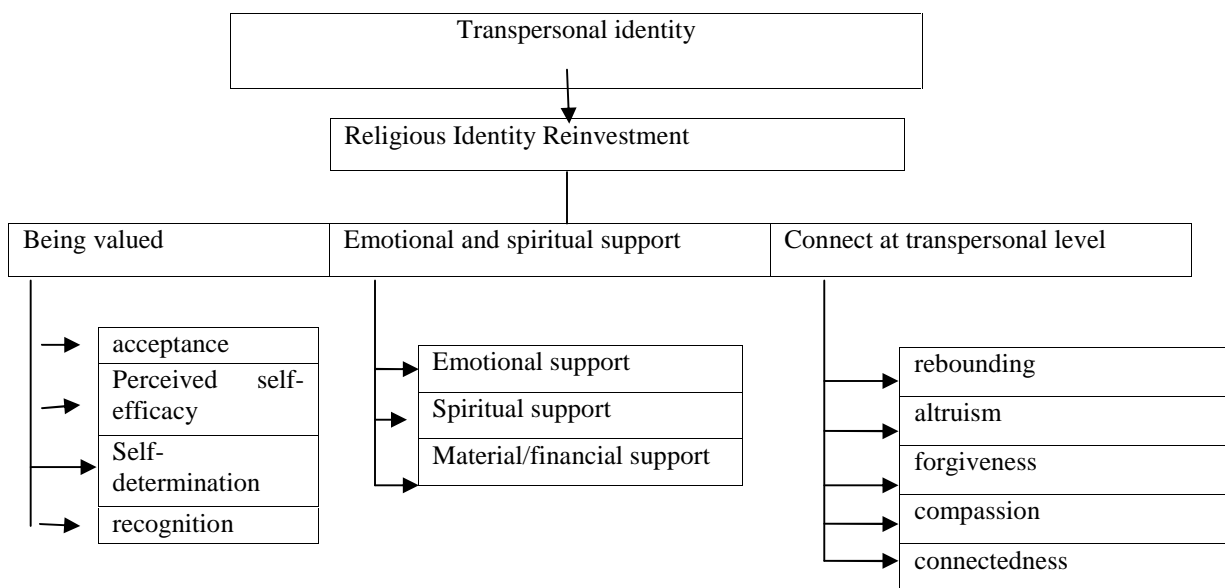 Transpersonal identity
Religious Identity Reinvestment
Being valued
Emotional and spiritual support
Connect at transpersonal level
acceptance
Perceived self-
efficacy
Self-
determination
recognition
Emotional support
Spiritual support
Material/financial support
rebounding
altruism
forgiveness
compassion
connectedness